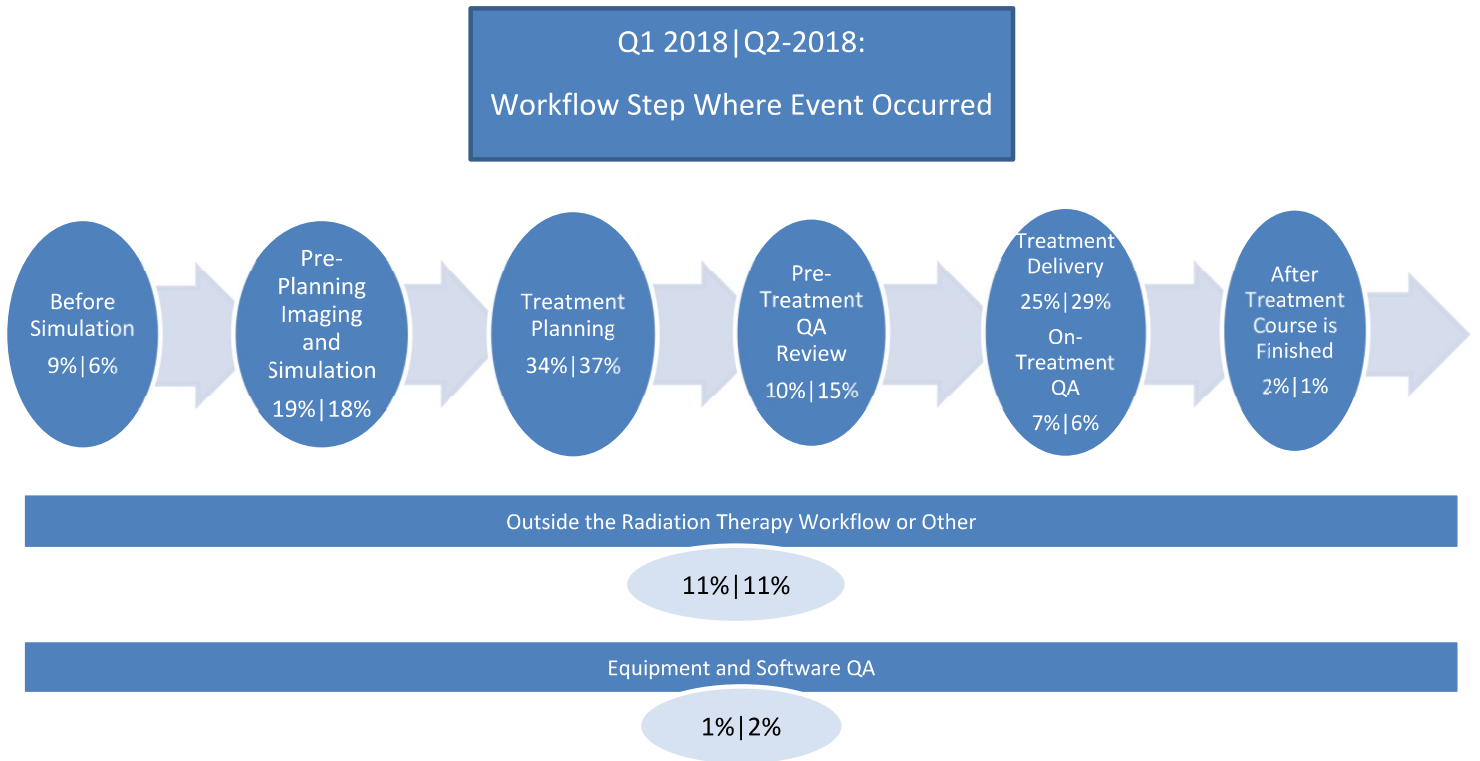 Q1 2018|Q2-2018:
Workflow Step Where Event Occurred
Before
Simulation
9%|6%
Pre-
Planning
Imaging
and
Simulation
19%|18%
Treatment
Planning
34%|37%
Pre-
Treatment
QA
Review
10%|15%
Treatment
Delivery
25%|29%
On-
Treatment
QA
7%|6%
After
Treatment
Course is
Finished
2%|1%
Outside the Radiation Therapy Workflow or Other
11%|11%
Equipment and Software QA
1%|2%